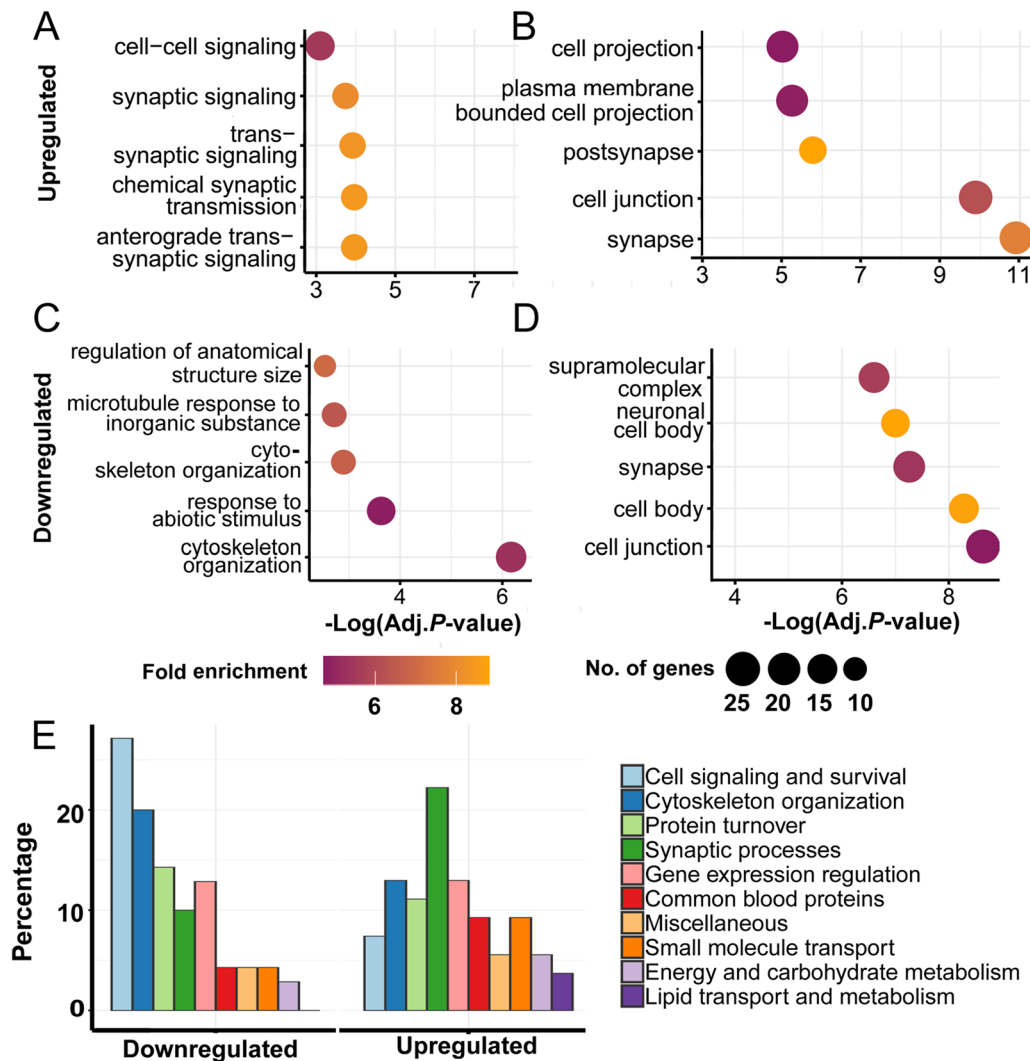 A
Upregulated
cell-cell signaling
synaptic signaling
trans-
synaptic signaling
chemical synaptic
transmission
anterograde trans-
synaptic signaling
3 5 7
B
cell projection
plasma membrane
bounded cell projection
postsynapse
cell junction
synapse
3 5 7 9 11
C
Downregulated
regulation of anatomical
structure size
microtubule response to
inorganic substance
cyto-
skeleton organization
response to
abiotic stimulus
cytoskeleton
organization
4 6
-Log(Adj.P-value)
D
supramolecular
complex
neuronal
cell body
synapse
cell body
cell junction
4 6 8
-Log(Adj.P-value)
Fold enrichment
6 8
No. of genes
25 20 15 10
E
Percentage
20
10
0
Downregulated
Upregulated
Cell signaling and survival
Cytoskeleton organization
Protein turnover
Synaptic processes
Gene expression regulation
Common blood proteins
Miscellaneous
Small molecule transport
Energy and carbohydrate metabolism
Lipid transport and metabolism